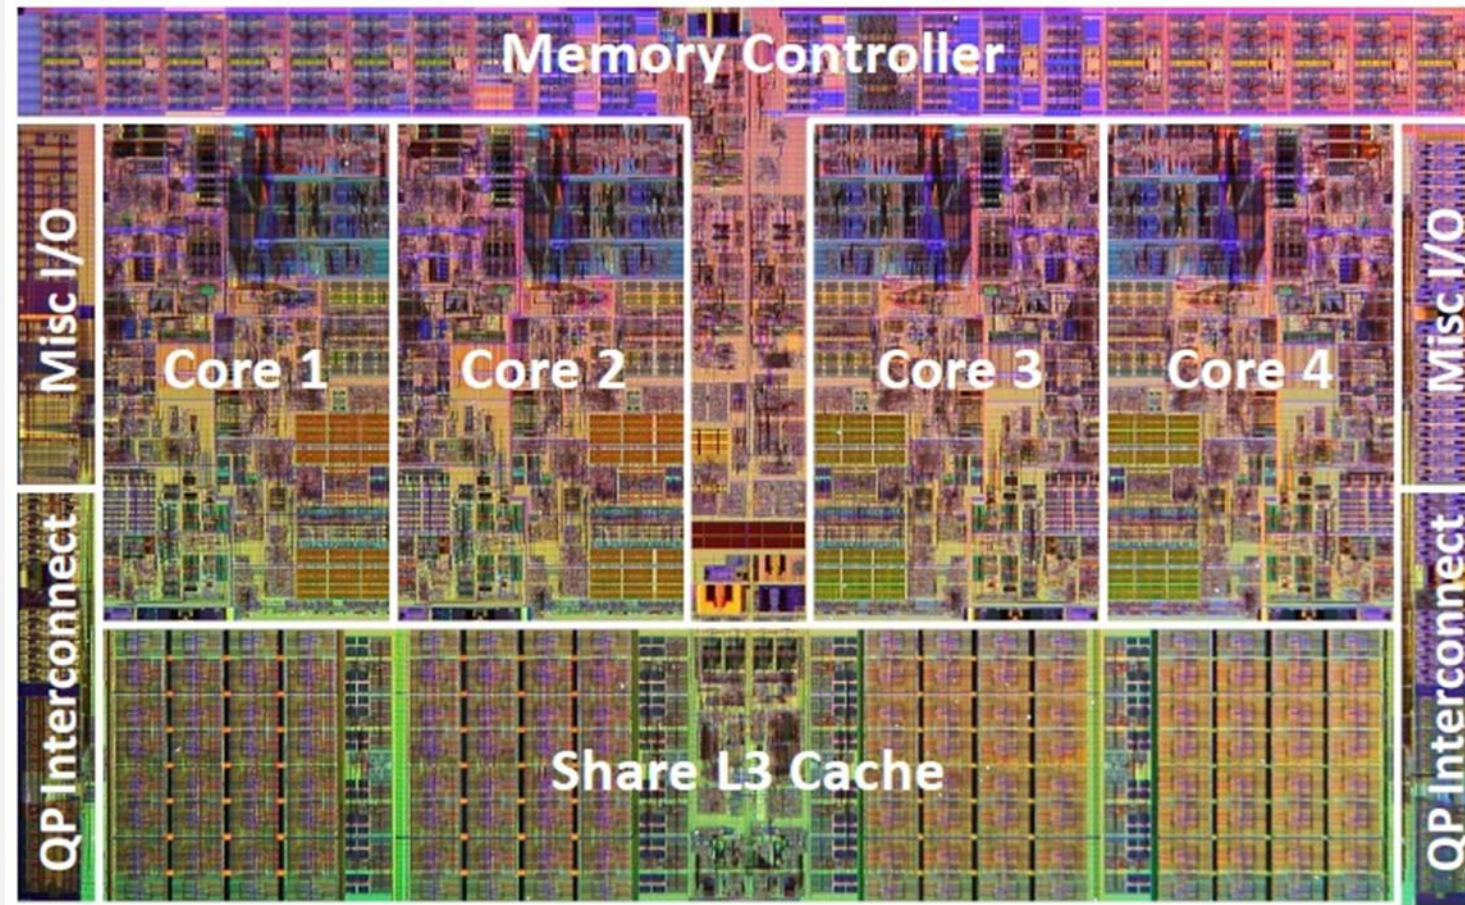 Memory Controller
Misc I/O
Core 1
Core 2
Core 3
Core 4
Misc I/O
QP Interconnect
Share L3 Cache
QP Interconnect